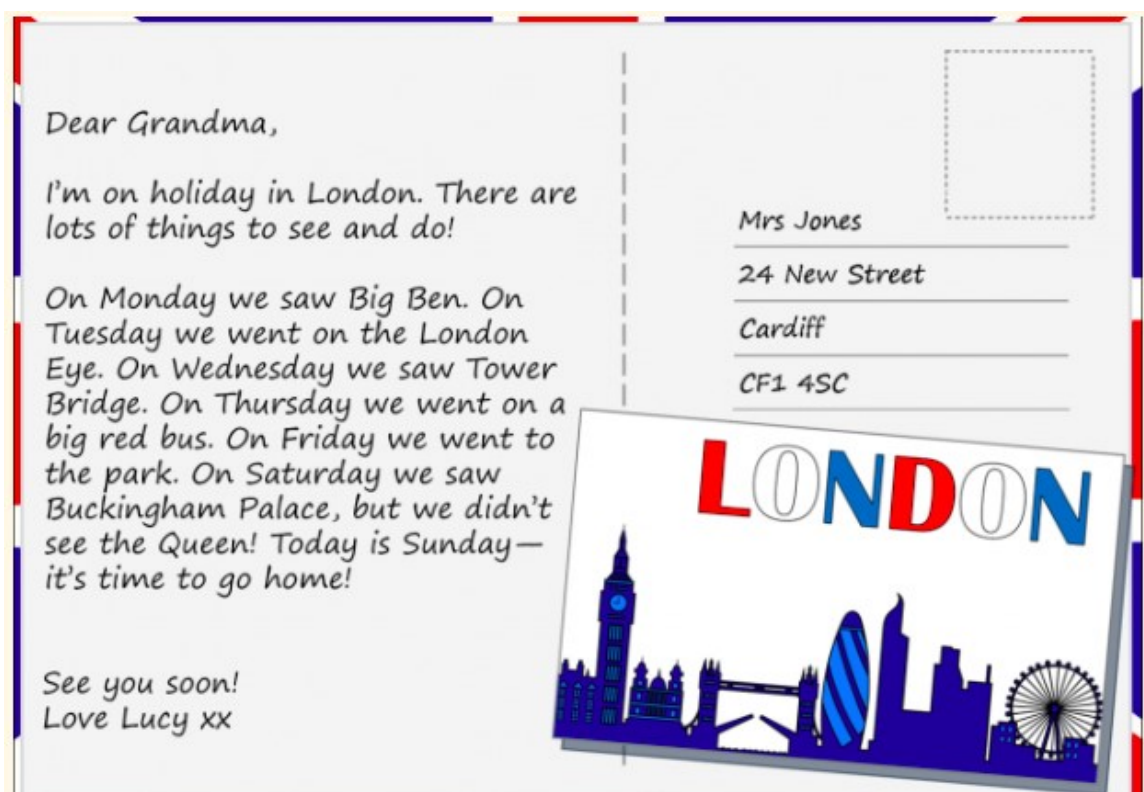 Dear Grandma,
I'm on holiday in London. There are
lots of things to see and do!
On Monday we saw Big Ben. On
Tuesday we went on the London
Eye. On Wednesday we saw Tower
Bridge. On Thursday we went on a
big red bus. On Friday we went to
the park. On Saturday we saw
Buckingham Palace, but we didn't
see the Queen! Today is Sunday—
it's time to go home!
See you soon!
Love Lucy xx
Mrs Jones
24 New Street
Cardiff
CF1 4SC
LONDON